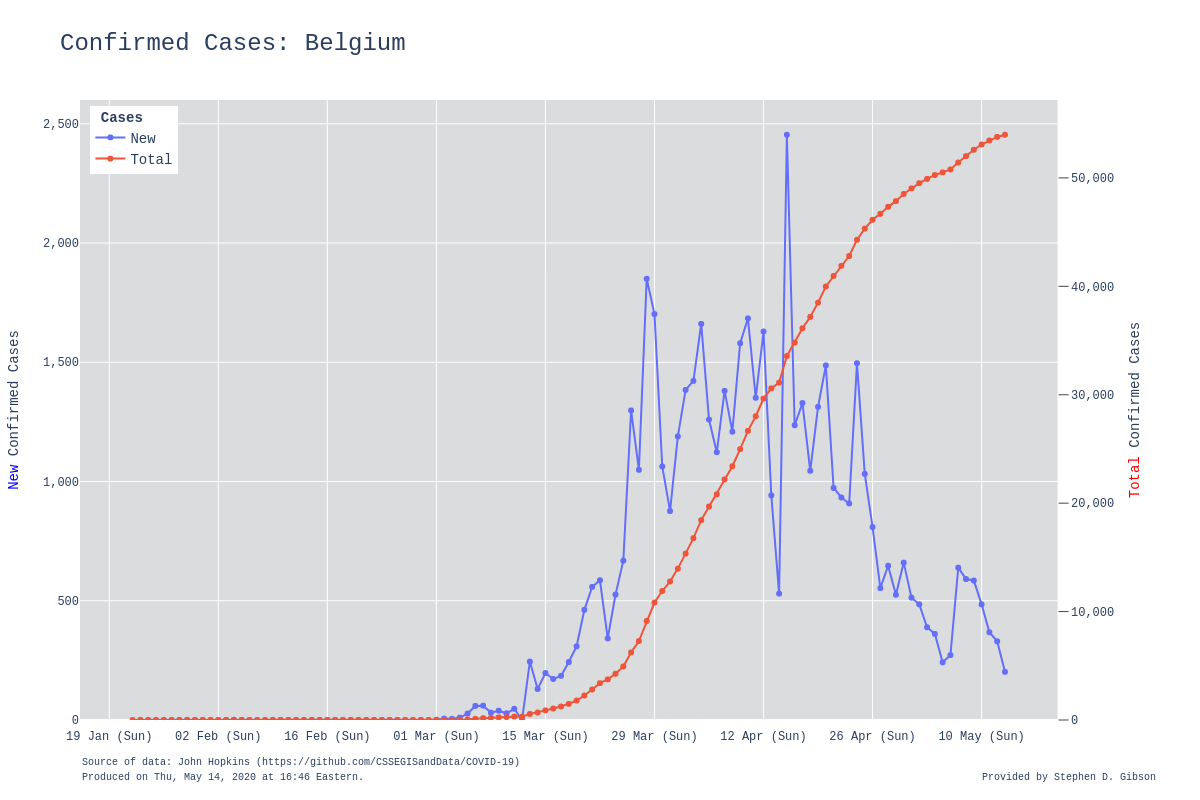 Confirmed Cases: Belgium
Cases
New
Total
2,500
2,000
1,500
1,000
500
0
50,000
40,000
30,000
20,000
10,000
0
New Confirmed Cases
Total Confirmed Cases
19 Jan (Sun) 02 Feb (Sun) 16 Feb (Sun) 01 Mar (Sun) 15 Mar (Sun) 29 Mar (Sun) 12 Apr (Sun) 26 Apr (Sun) 10 May (Sun)
Source of data: John Hopkins (https://github.com/CSSEGISandData/COVID-19)
Produced on Thu, May 14, 2020 at 16:46 Eastern.
Provided by Stephen D. Gibson